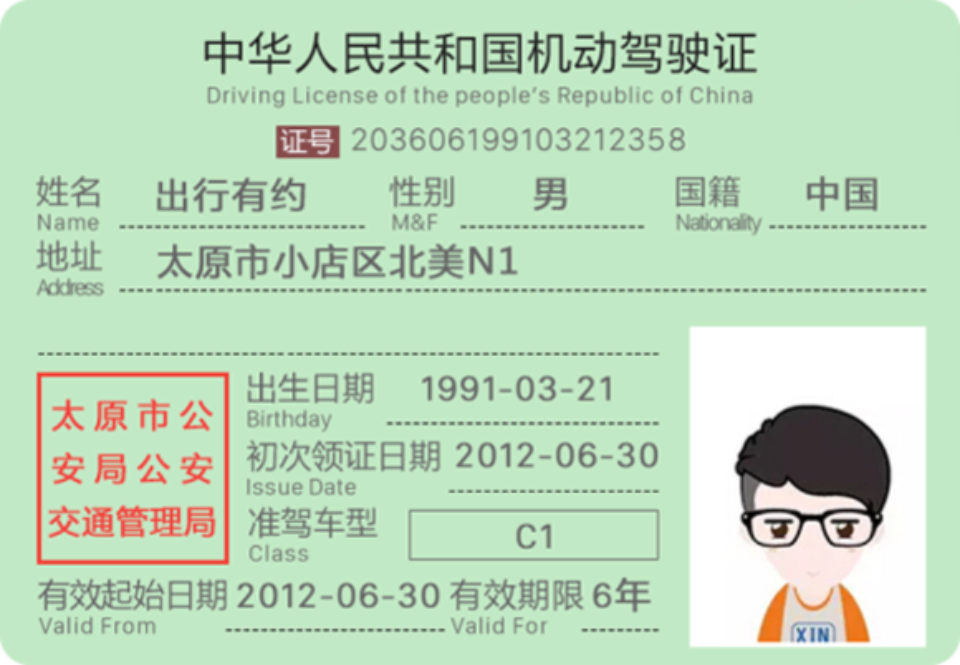 中华人民共和国机动驾驶证
Driving License of the people's Republic of China
证号 203606199103212358
姓名 出行有约 性别 男 国籍 中国
Name M&F Nationality
地址 太原市小店区北美N1
Address
太原市公
安局公安
交通管理局
出生日期 1991-03-21
Birthday
初次领证日期 2012-06-30
Issue Date
准驾车型 C1
Class
有效起始日期 2012-06-30 有效期限 6年
Valid From Valid For
XIN